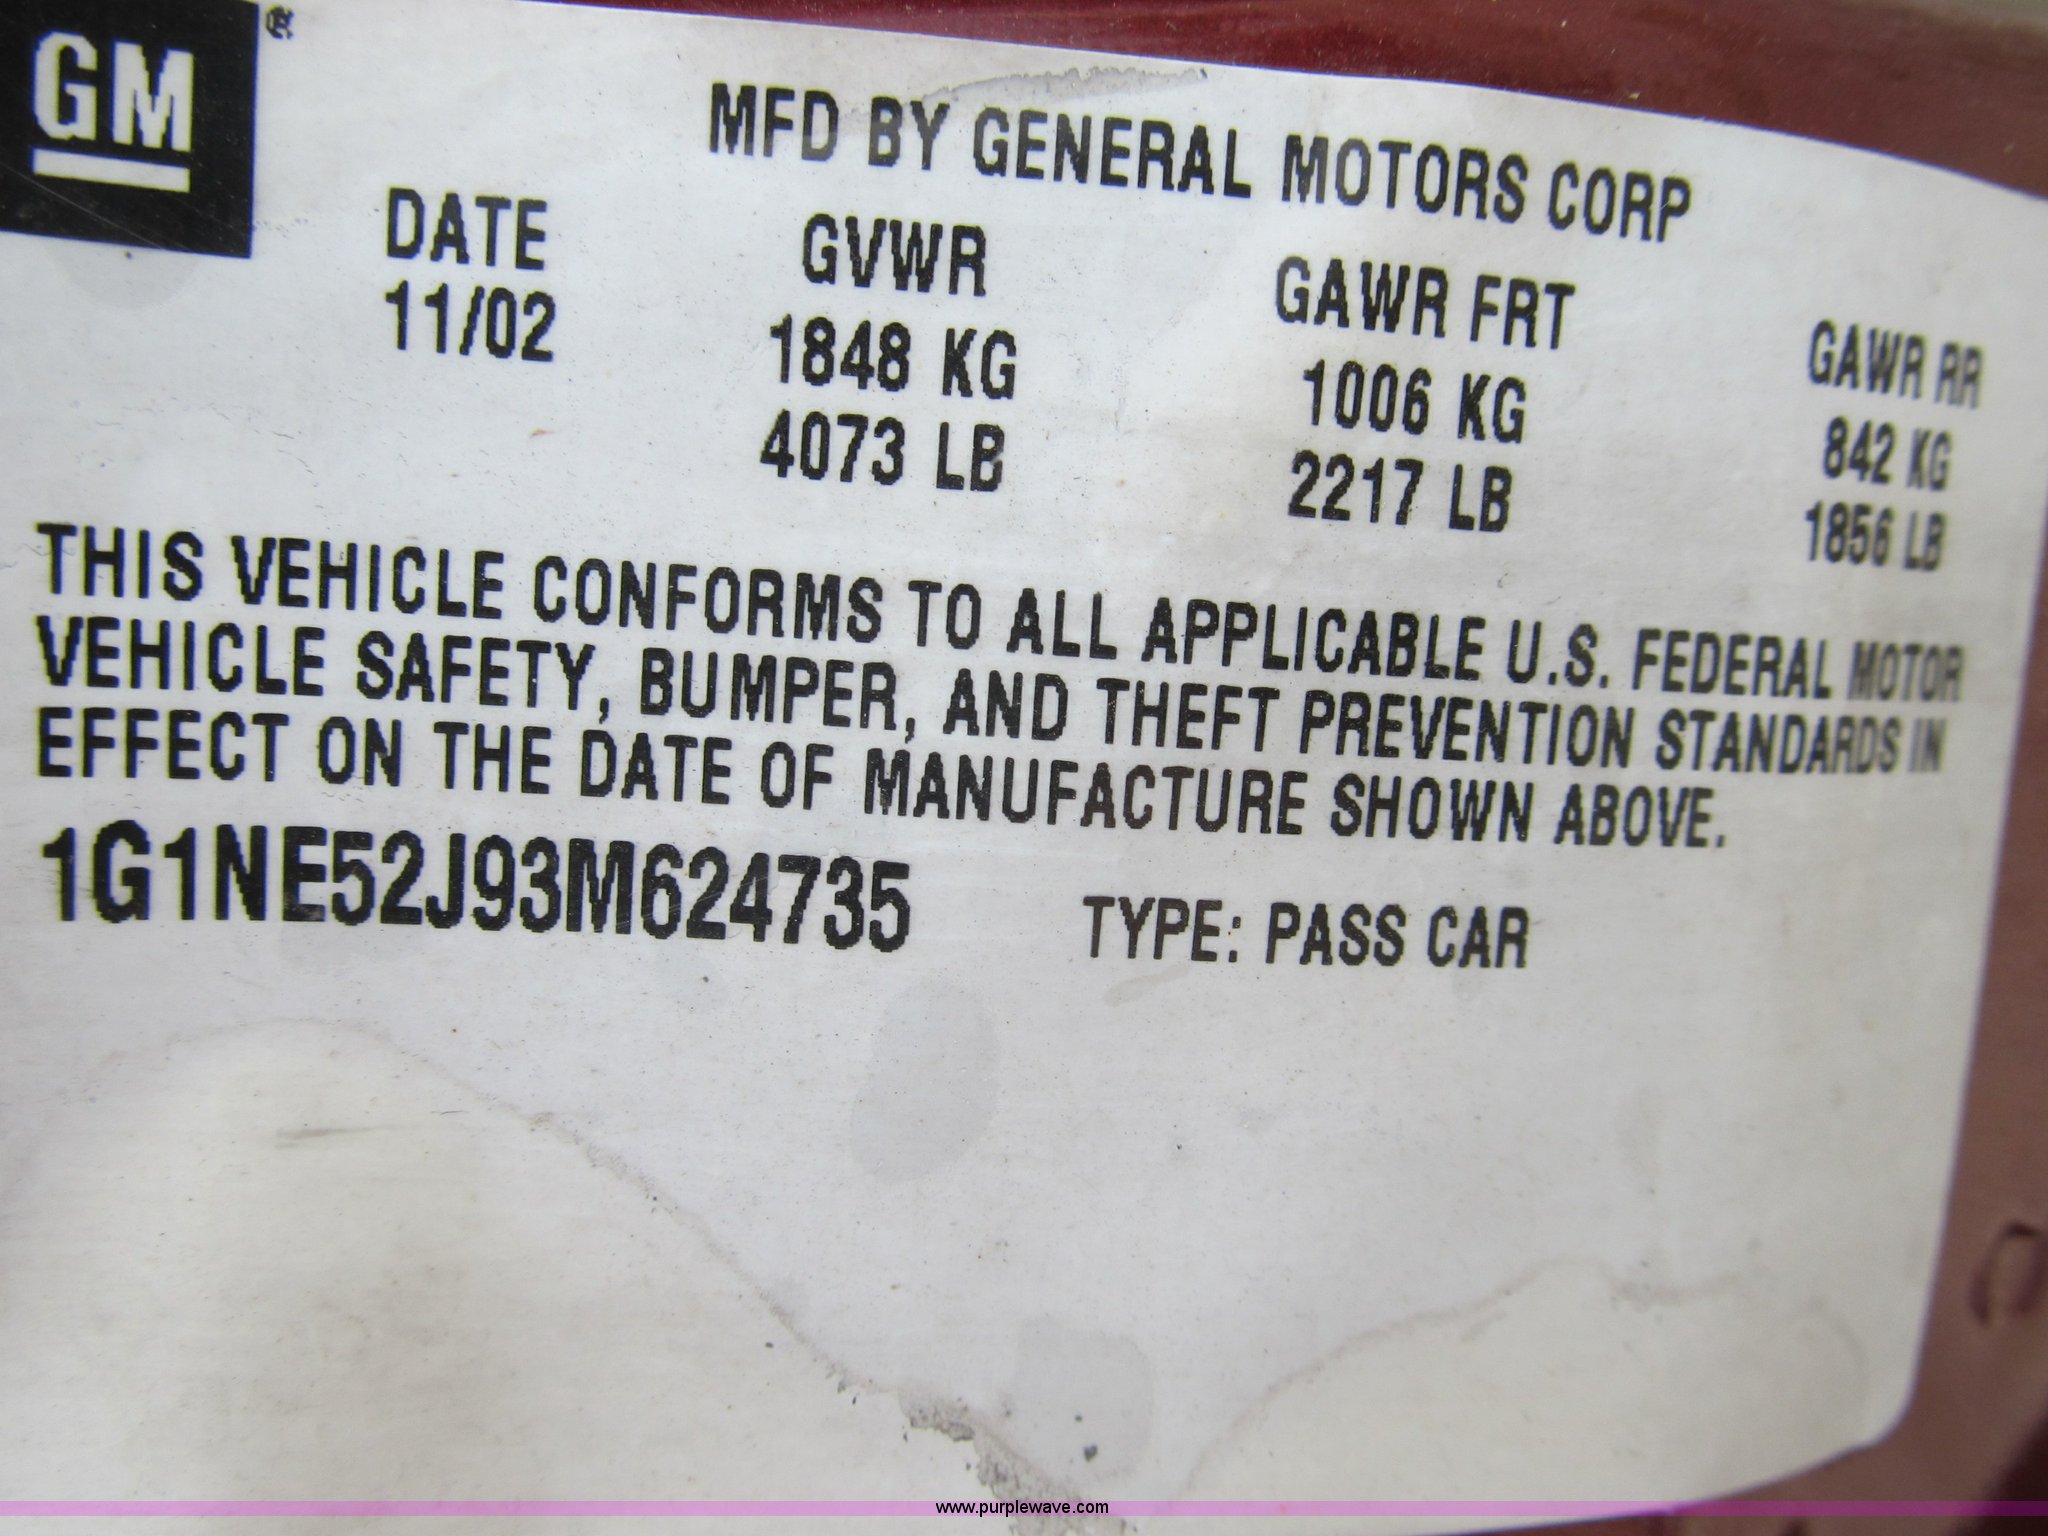 GM®
MFD BY GENERAL MOTORS CORP
DATE GVWR GAWR FRT GAWR RR
11/02 1848 KG 1006 KG 842 KG
4073 LB 2217 LB 1856 LB
THIS VEHICLE CONFORMS TO ALL APPLICABLE U.S. FEDERAL MOTOR
VEHICLE SAFETY, BUMPER, AND THEFT PREVENTION STANDARDS IN
EFFECT ON THE DATE OF MANUFACTURE SHOWN ABOVE.
1G1NE52J93M624735 TYPE: PASS CAR
www.purplewave.com